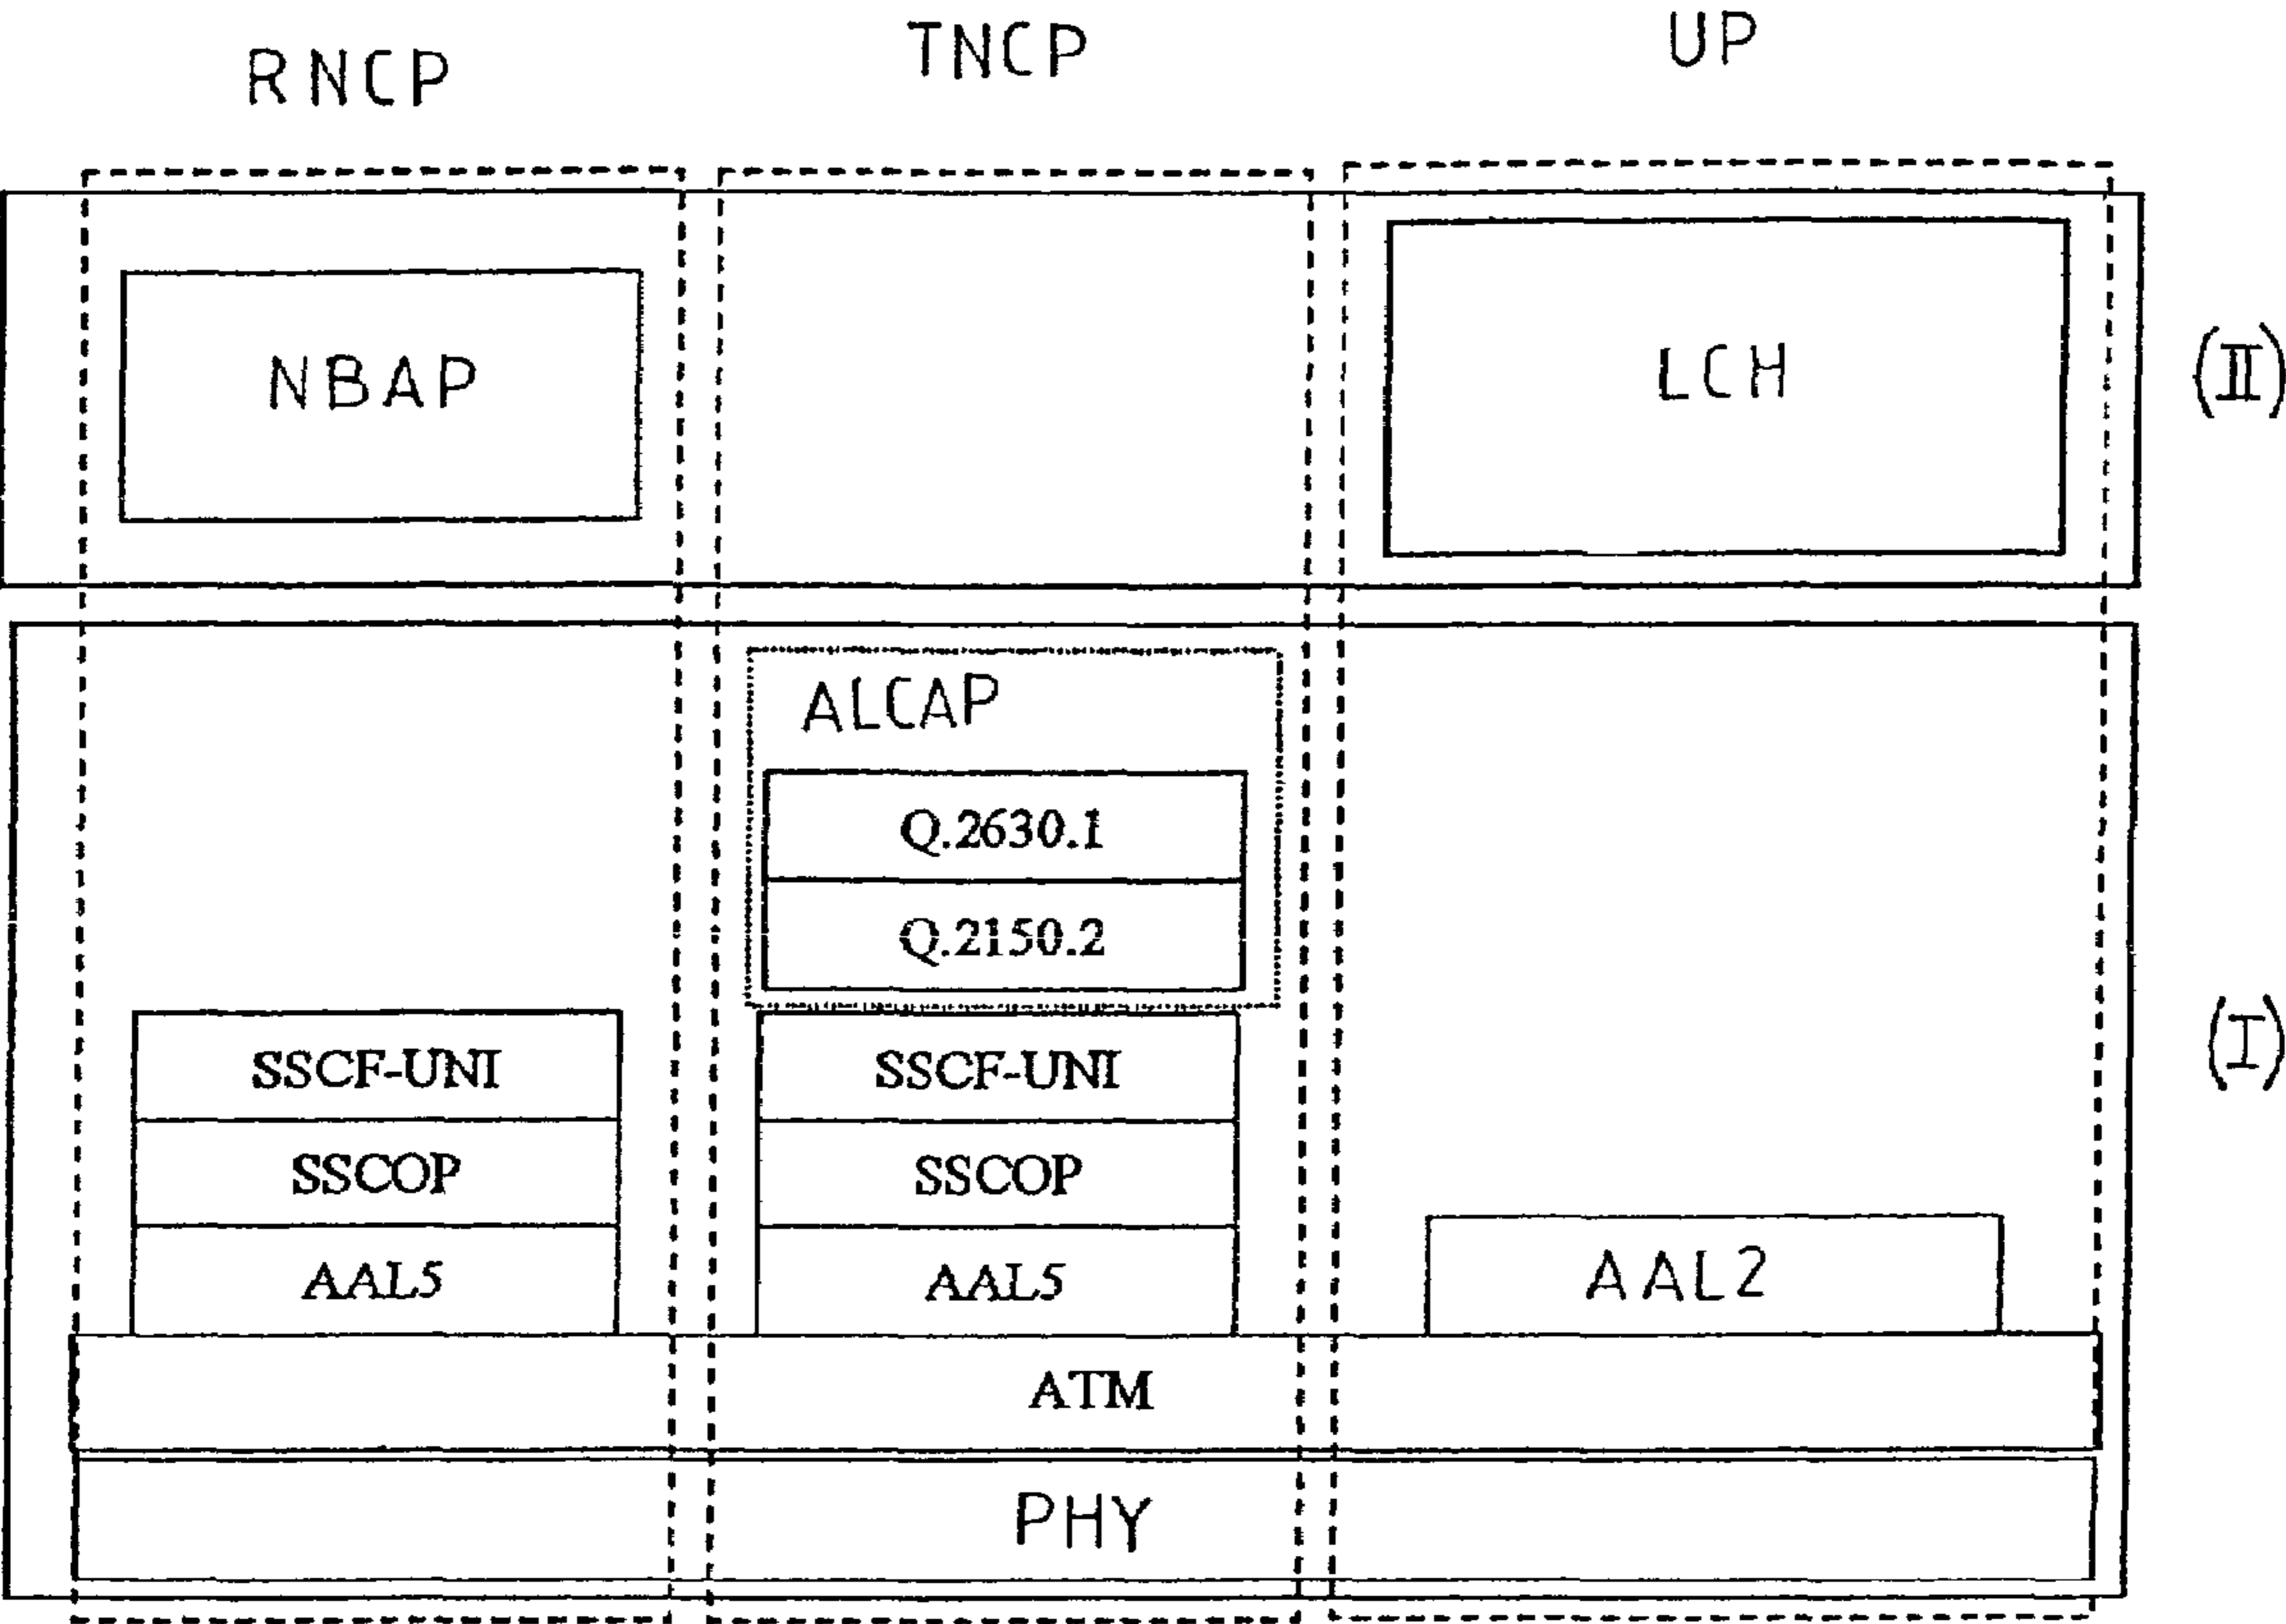 RNCP
TNCP
UP
NBAP
LCH
(II)
ALCAP
Q.2630.1
Q.2150.2
SSCF-UNI
SSCF-UNI
(I)
SSCOP
SSCOP
AAL5
AAL5
AAL2
ATM
PHY